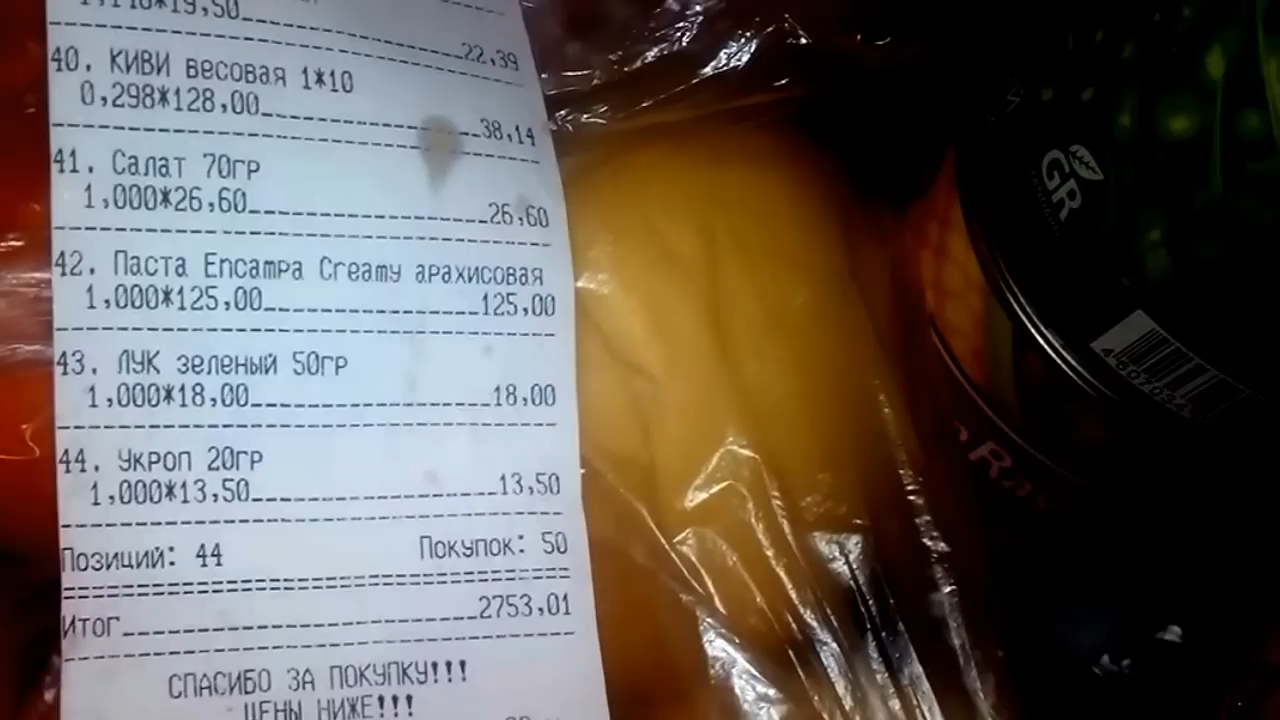 22,39
40. КИВИ весовая 1*10
0,298*128,00 38,14
41. Салат 70гр
1,000*26,60 26,60
42. Паста Encampa Creamy арахисовая
1,000*125,00 125,00
43. ЛУК зеленый 50гр
1,000*18,00 18,00
44. Укроп 20гр
1,000*13,50 13,50
Позиций: 44 Покупок: 50
Итог 2753,01
СПАСИБО ЗА ПОКУПКУ!!!
ЦЕНЫ НИЖЕ!!!
GR